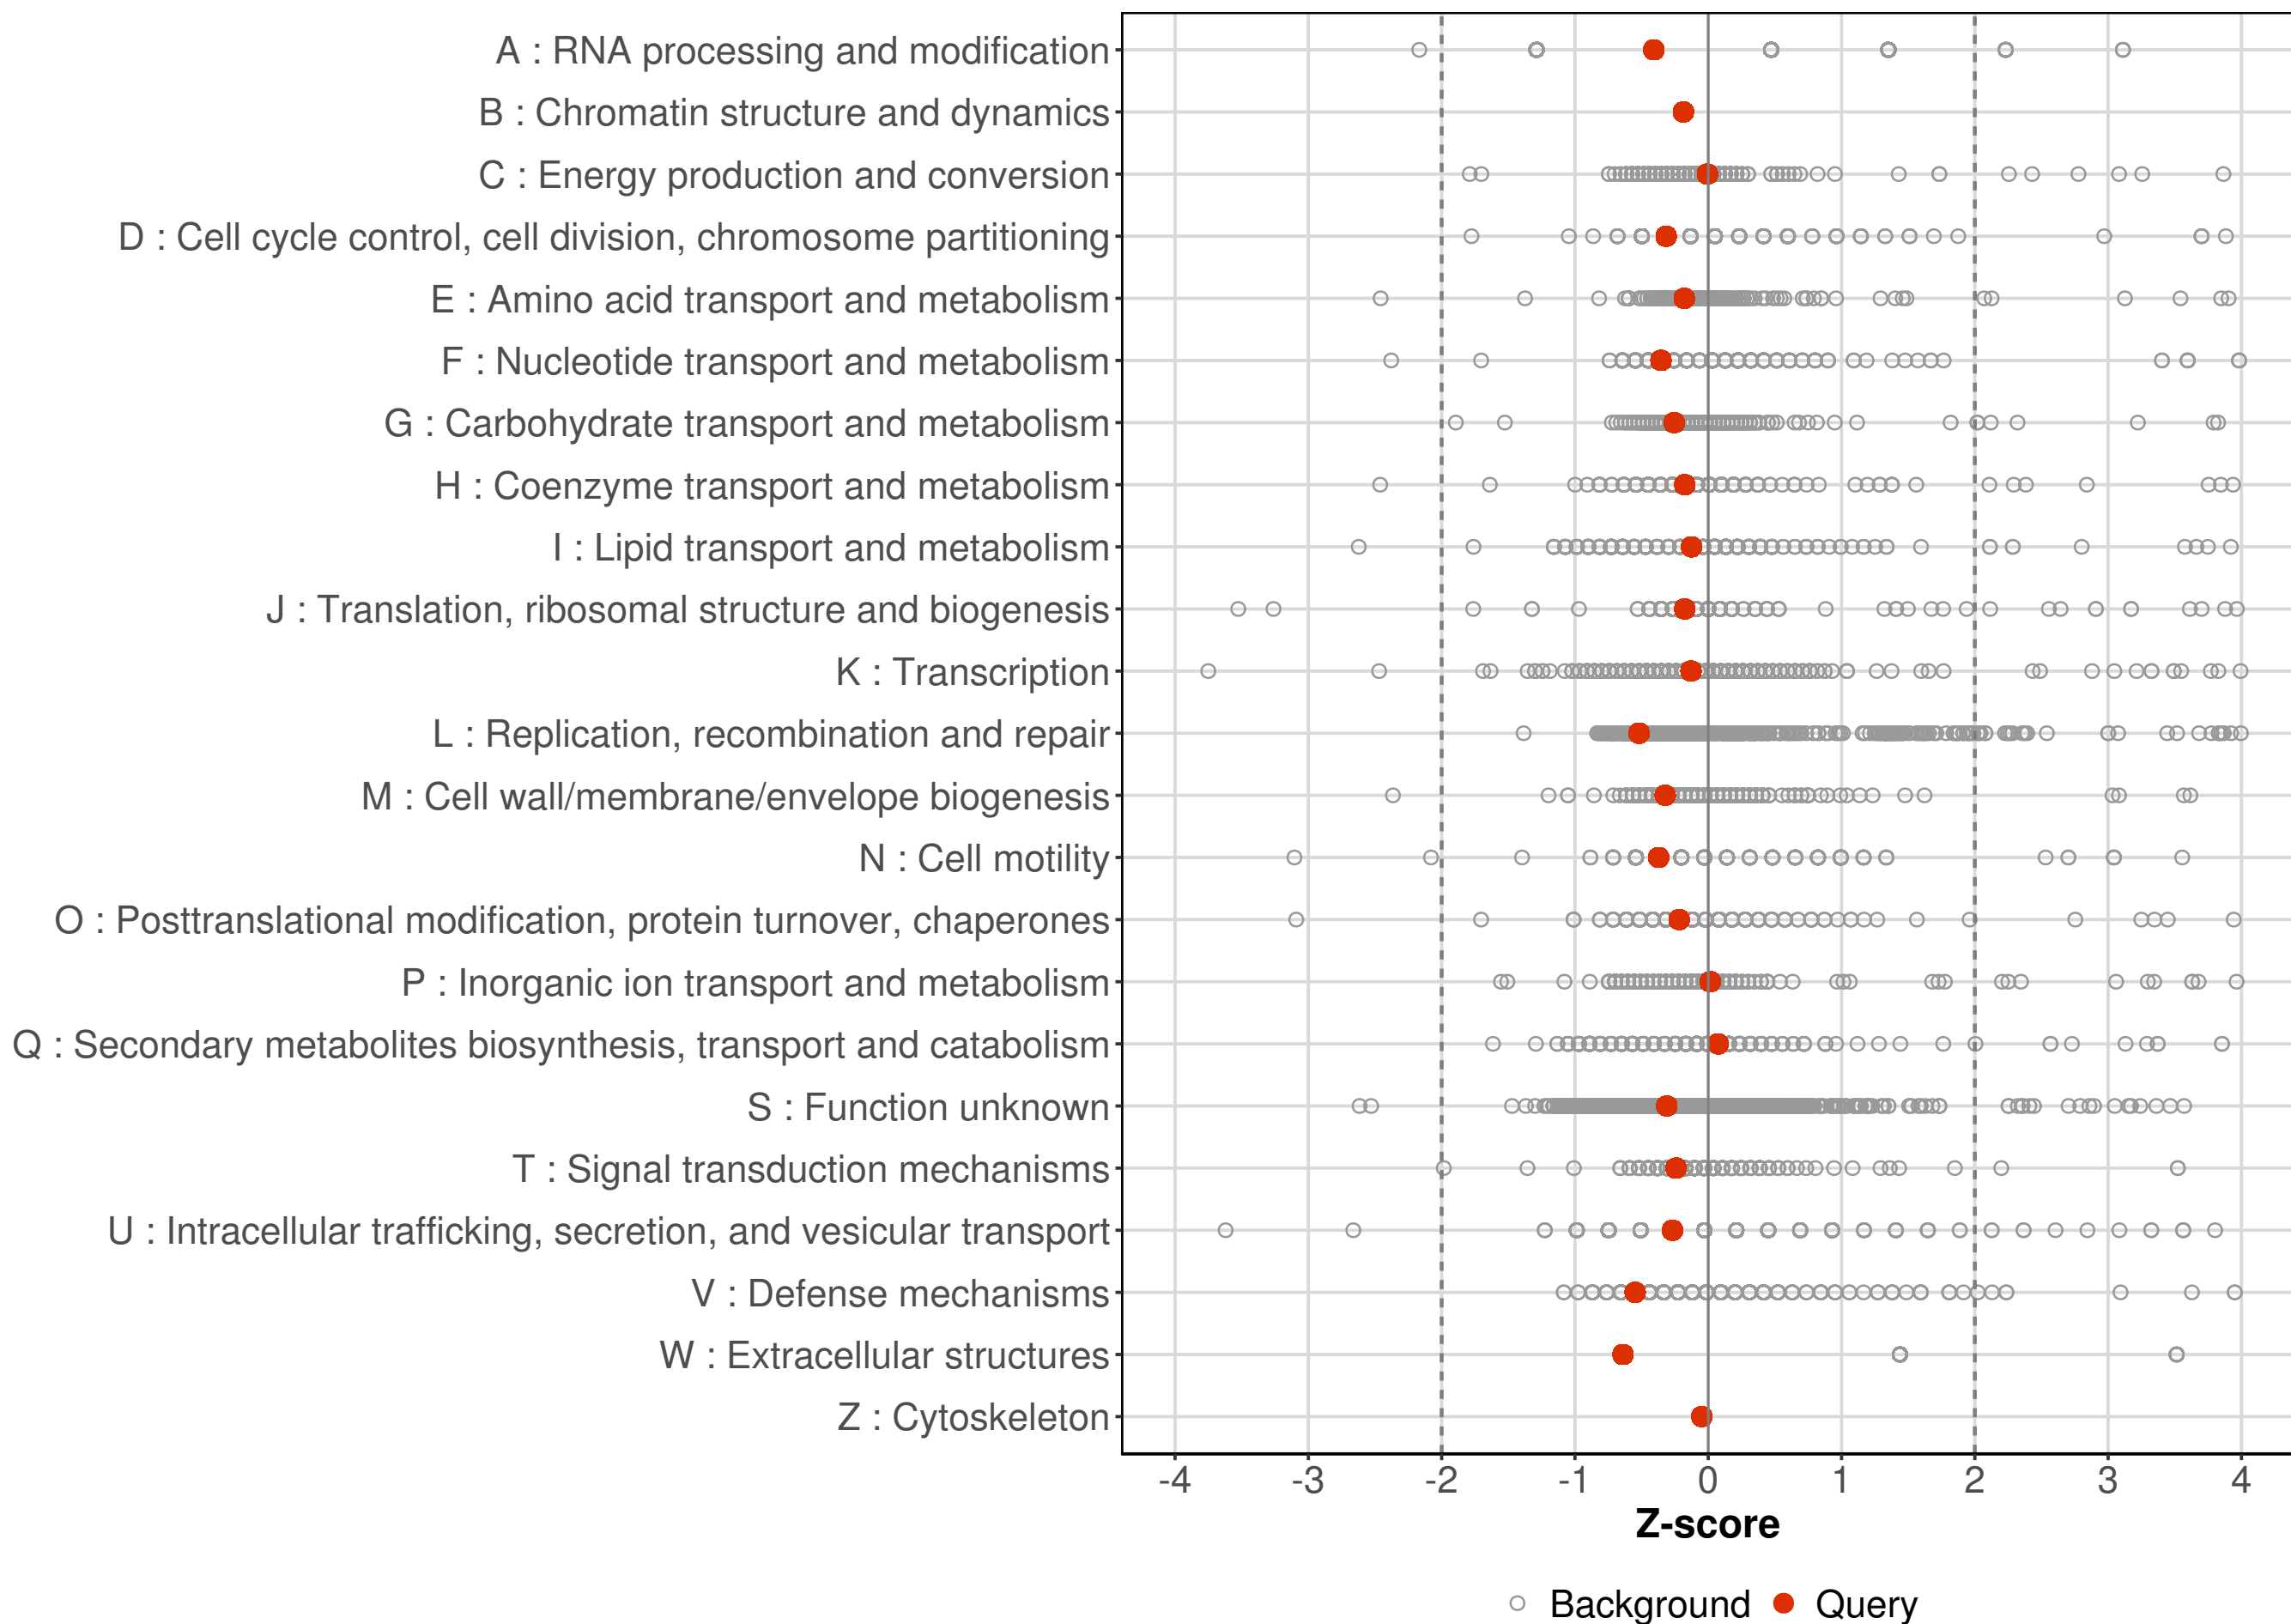 A : RNA processing and modification
B : Chromatin structure and dynamics
C : Energy production and conversion
D : Cell cycle control, cell division, chromosome partitioning
E : Amino acid transport and metabolism
F : Nucleotide transport and metabolism
G : Carbohydrate transport and metabolism
H : Coenzyme transport and metabolism
I : Lipid transport and metabolism
J : Translation, ribosomal structure and biogenesis
K : Transcription
L : Replication, recombination and repair
M : Cell wall/membrane/envelope biogenesis
N : Cell motility
O : Posttranslational modification, protein turnover, chaperones
P : Inorganic ion transport and metabolism
Q : Secondary metabolites biosynthesis, transport and catabolism
S : Function unknown
T : Signal transduction mechanisms
U : Intracellular trafficking, secretion, and vesicular transport
V : Defense mechanisms
W : Extracellular structures
Z : Cytoskeleton
-4 -3 -2 -1 0 1 2 3 4
Z-score
Background Query